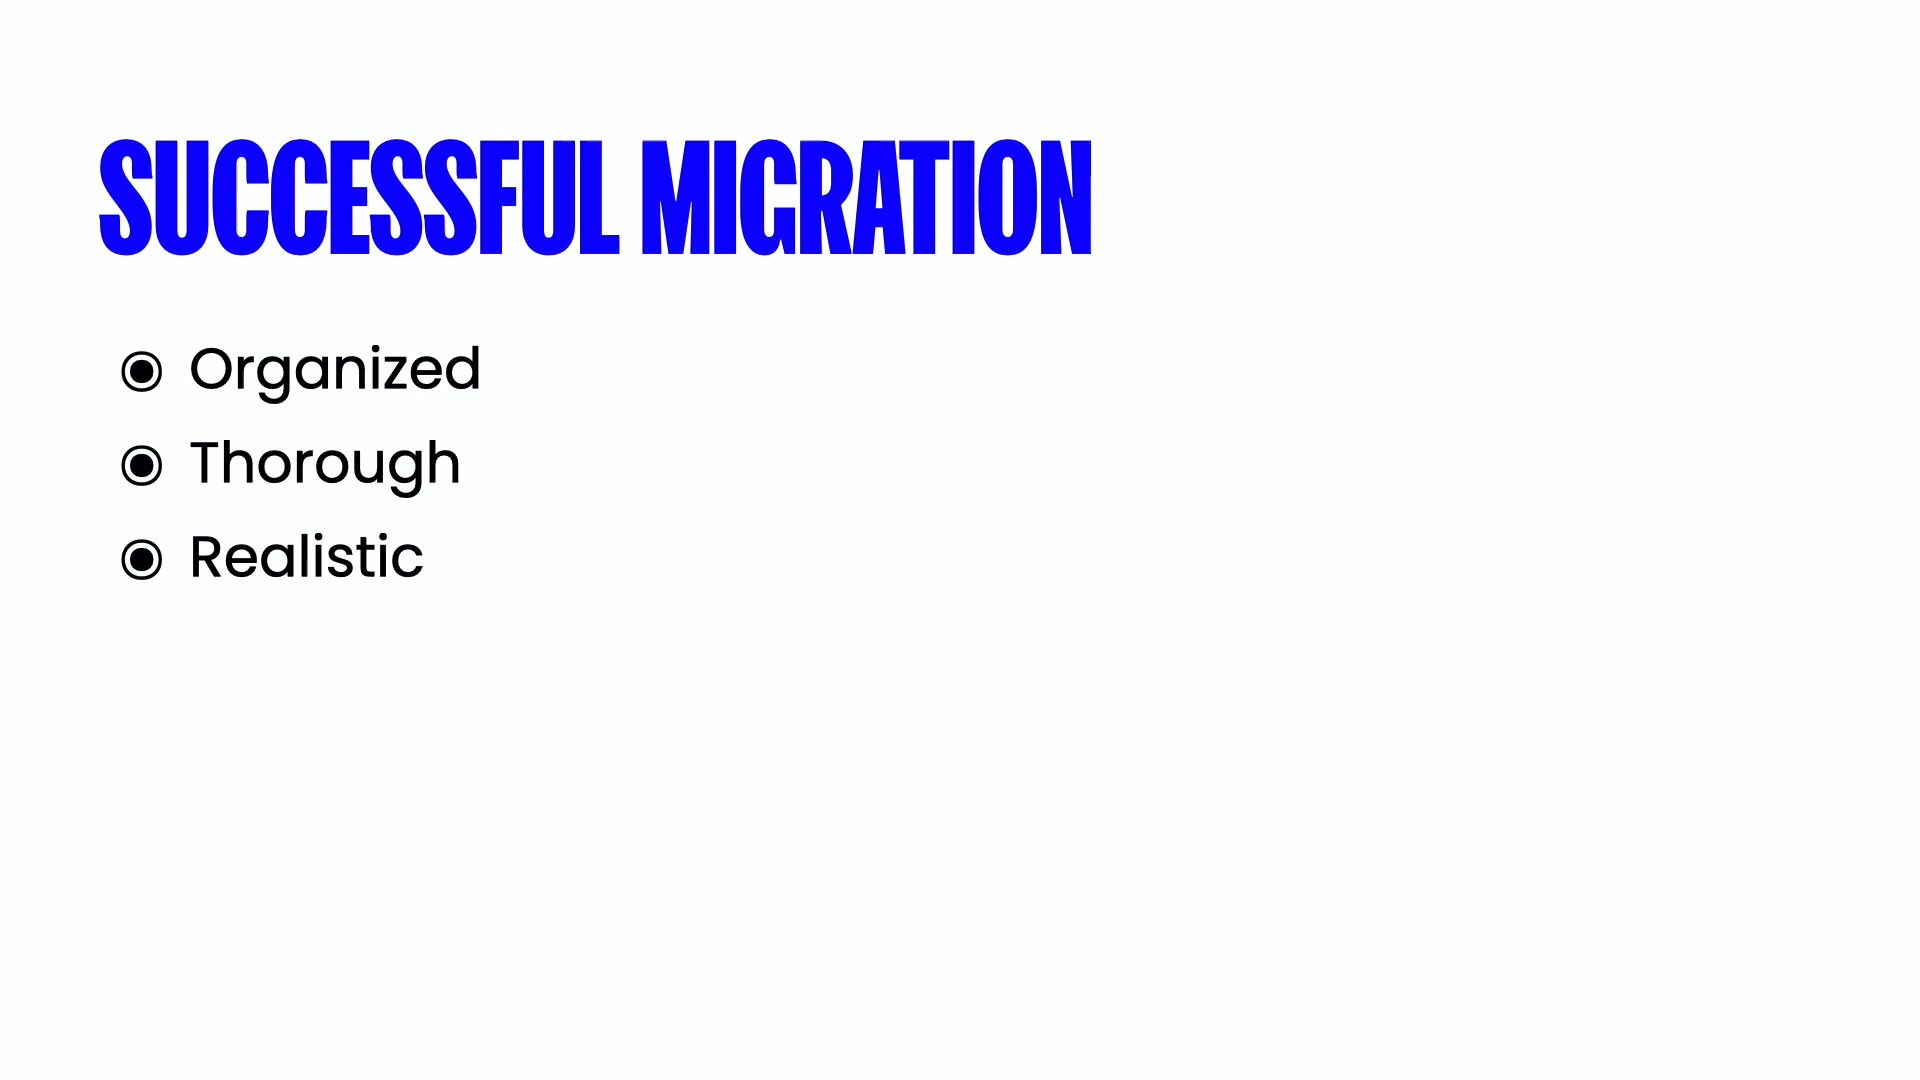 SUCCESSFUL MIGRATION
◉ Organized
◉ Thorough
◉ Realistic